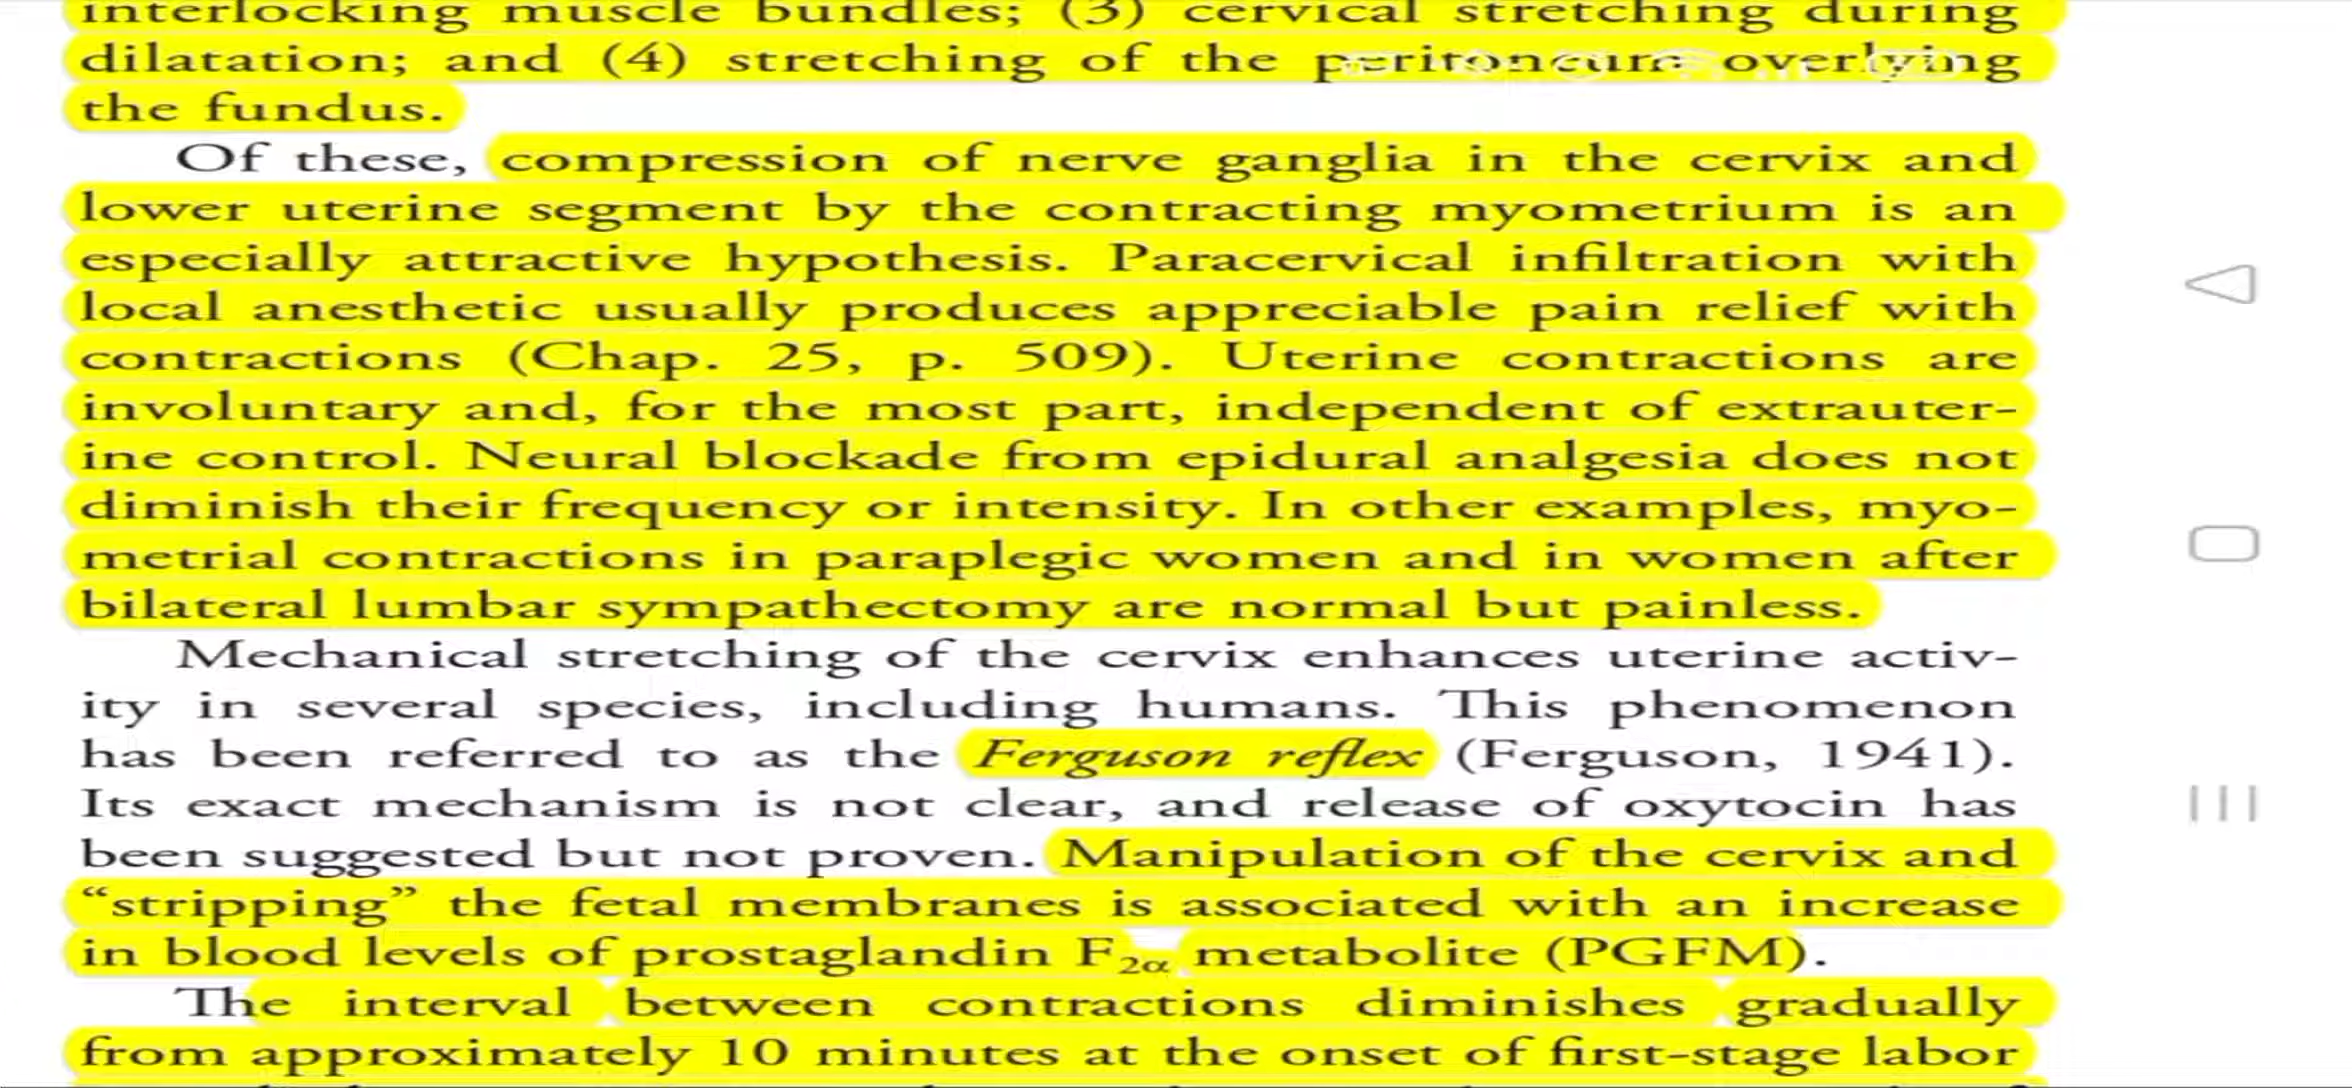 interlocking muscle bundles; (3) cervical stretching during
dilatation; and (4) stretching of the peritoneum overlying
the fundus.
Of these, compression of nerve ganglia in the cervix and
lower uterine segment by the contracting myometrium is an
especially attractive hypothesis. Paracervical infiltration with
local anesthetic usually produces appreciable pain relief with
contractions (Chap. 25, p. 509). Uterine contractions are
involuntary and, for the most part, independent of extrauter-
ine control. Neural blockade from epidural analgesia does not
diminish their frequency or intensity. In other examples, myo-
metrial contractions in paraplegic women and in women after
bilateral lumbar sympathectomy are normal but painless.
Mechanical stretching of the cervix enhances uterine activ-
ity in several species, including humans. This phenomenon
has been referred to as the Ferguson reflex (Ferguson, 1941).
Its exact mechanism is not clear, and release of oxytocin has
been suggested but not proven. Manipulation of the cervix and
“stripping” the fetal membranes is associated with an increase
in blood levels of prostaglandin F₂α metabolite (PGFM).
The interval between contractions diminishes gradually
from approximately 10 minutes at the onset of first-stage labor